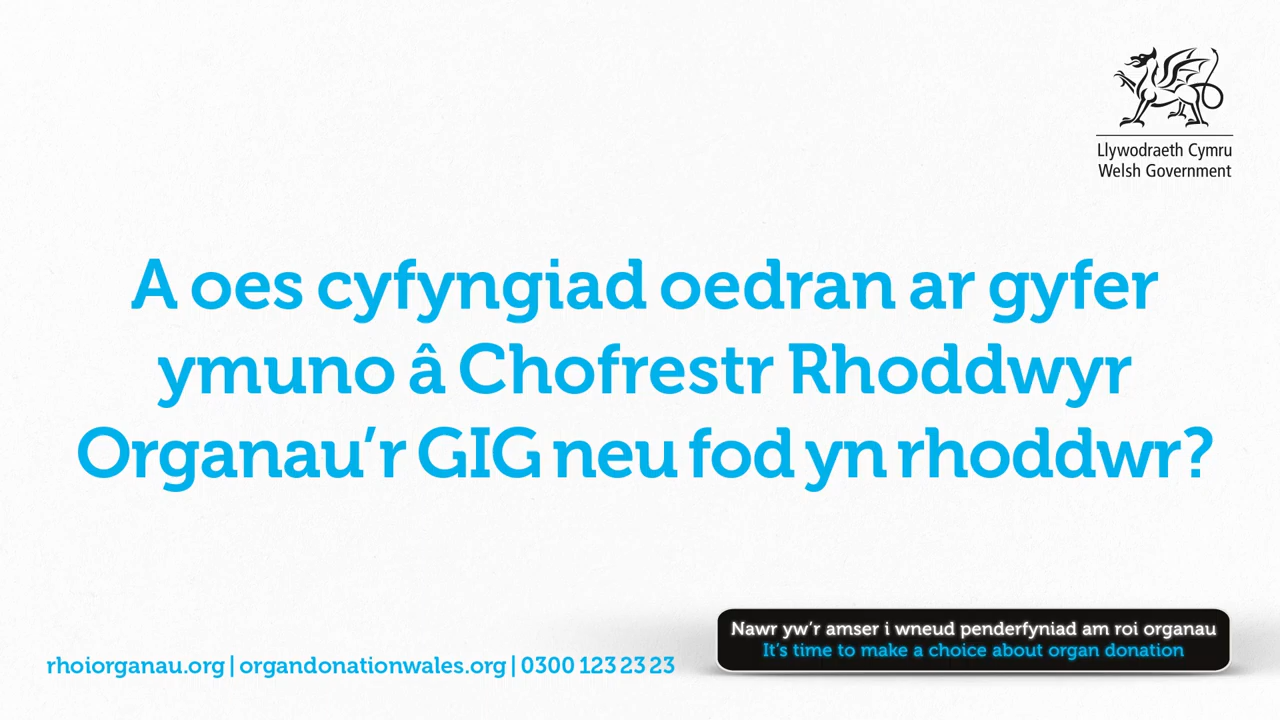 Llywodraeth Cymru
Welsh Government
A oes cyfyngiad oedran ar gyfer
ymuno â Chofrestr Rhoddwyr
Organau’r GIG neu fod yn rhoddwr?
Nawr yw’r amser i wneud penderfyniad am roi organau
It’s time to make a choice about organ donation
rhoiorganau.org | organdonationwales.org | 0300 123 23 23